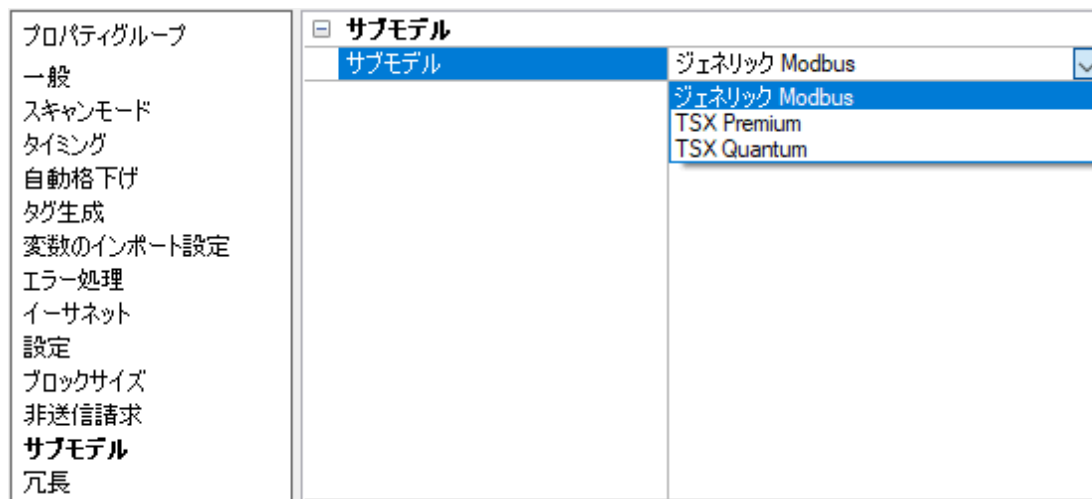 プロパティグループ
一般
スキャンモード
タイミング
自動格下げ
タグ生成
変数のインポート設定
エラー処理
イーサネット
設定
ブロックサイズ
非送信請求
サブモデル
冗長
サブモデル
サブモデル ジェネリック Modbus
ジェネリック Modbus
TSX Premium
TSX Quantum